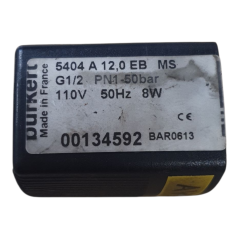 burkert
Made in France
5404 A 12,0 EB MS
G1/2 PN1-50bar
110V 50Hz 8W
CE
00134592 BAR0613